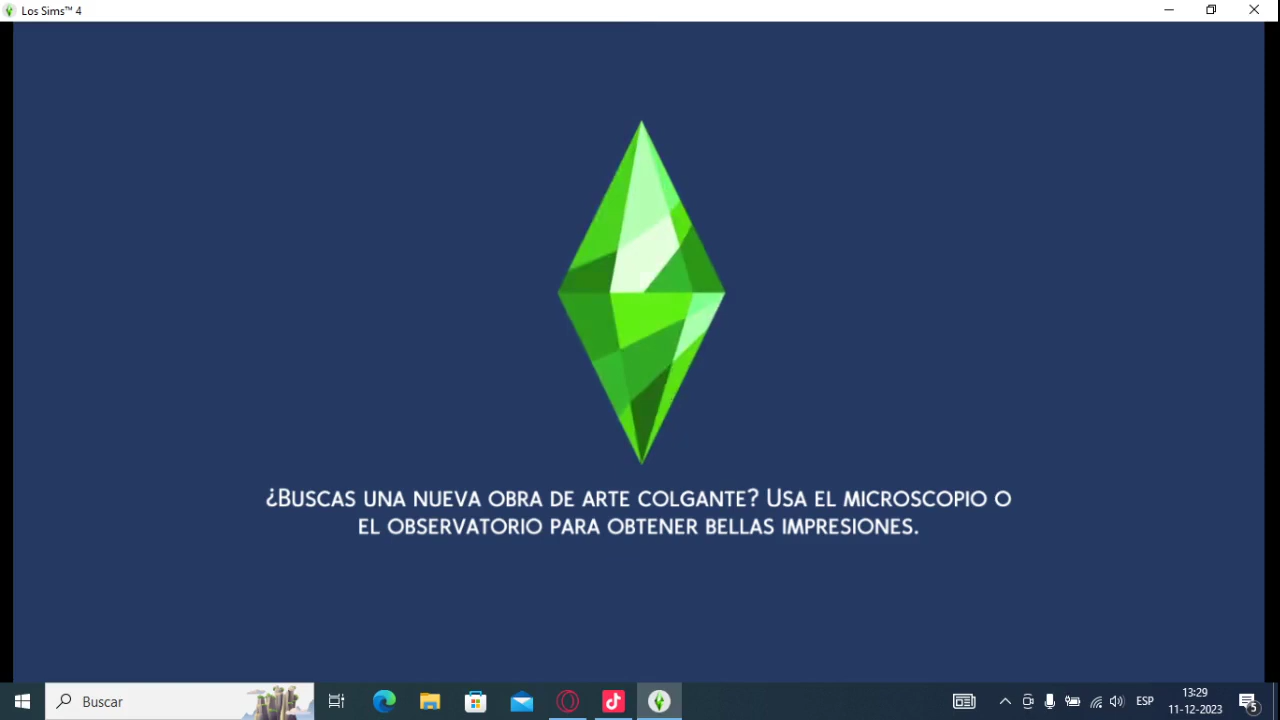 Los Sims™ 4
¿BUSCAS UNA NUEVA OBRA DE ARTE COLGANTE? USA EL MICROSCOPIO O
EL OBSERVATORIO PARA OBTENER BELLAS IMPRESIONES.
Buscar
ESP
13:29
11-12-2023
5